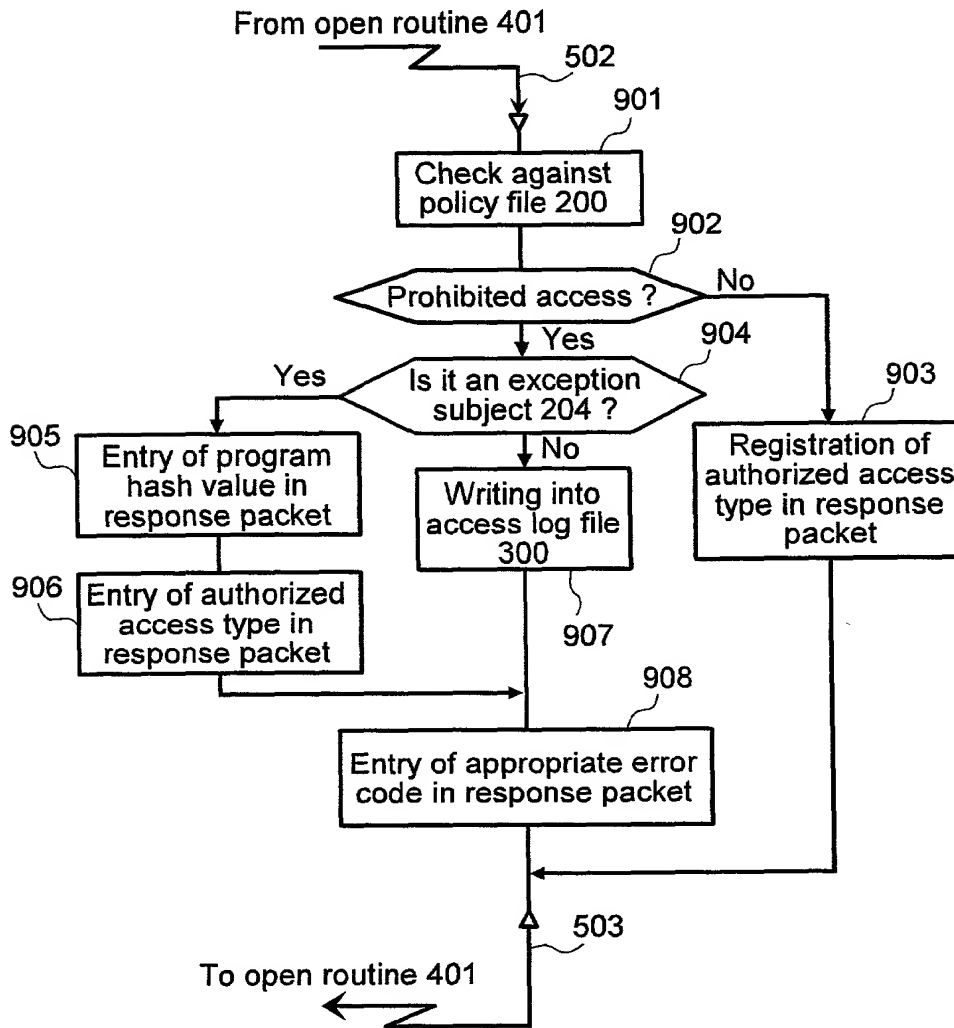 From open routine 401
502
901
Check against
policy file 200
902
Prohibited access ?
No
Yes
904
Yes
Is it an exception
subject 204 ?
903
905
Entry of program
hash value in
response packet
No
Writing into
access log file
300
Registration of
authorized access
type in response
packet
906
Entry of authorized
access type in
response packet
907
908
Entry of appropriate error
code in response packet
503
To open routine 401